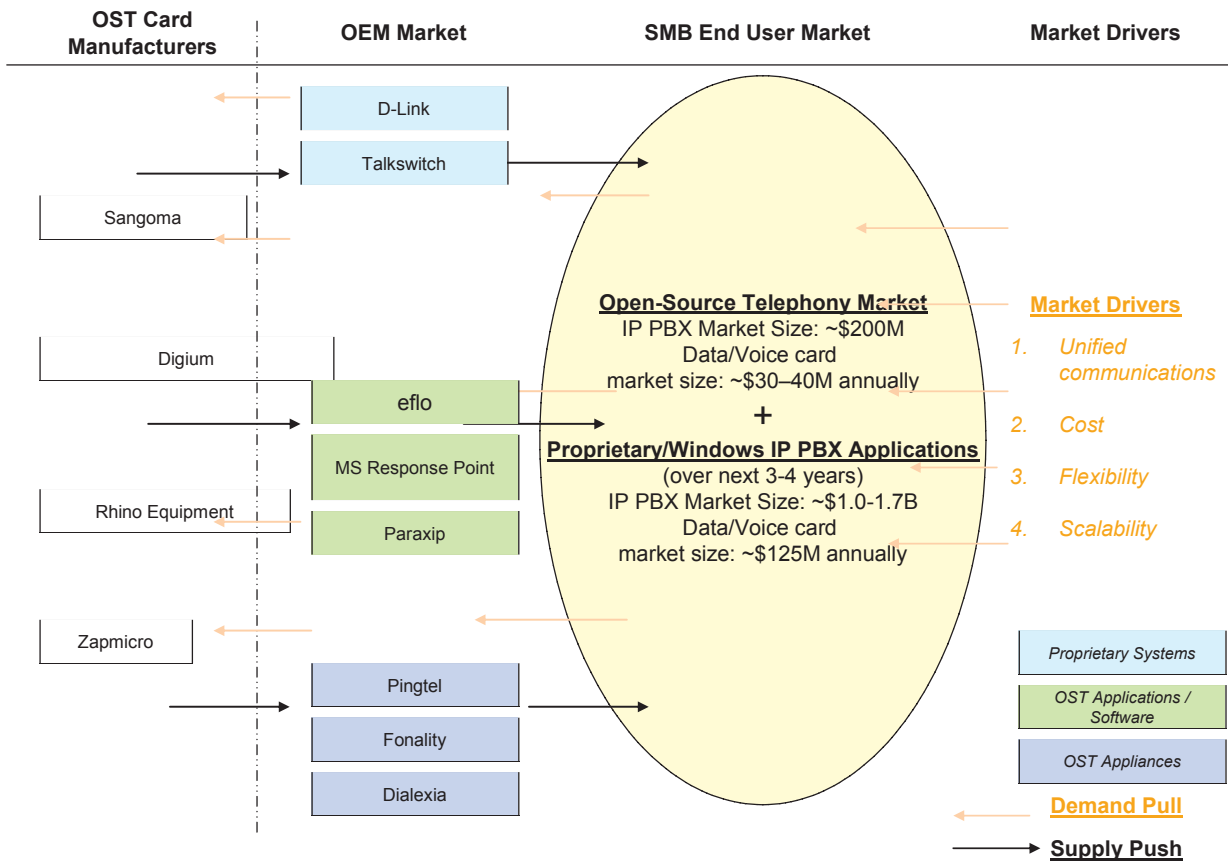 OST Card
Manufacturers
OEM Market
SMB End User Market
Market Drivers
D-Link
Talkswitch
Sangoma
Digium
eflo
MS Response Point
Rhino Equipment
Paraxip
Zapmicro
Pingtel
Fonality
Dialexia
Open-Source Telephony Market
IP PBX Market Size: ~$200M
Data/Voice card
market size: ~$30–40M annually
+
Proprietary/Windows IP PBX Applications
(over next 3-4 years)
IP PBX Market Size: ~$1.0-1.7B
Data/Voice card
market size: ~$125M annually
Market Drivers
1. Unified
communications
2. Cost
3. Flexibility
4. Scalability
Proprietary Systems
OST Applications /
Software
OST Appliances
Demand Pull
Supply Push